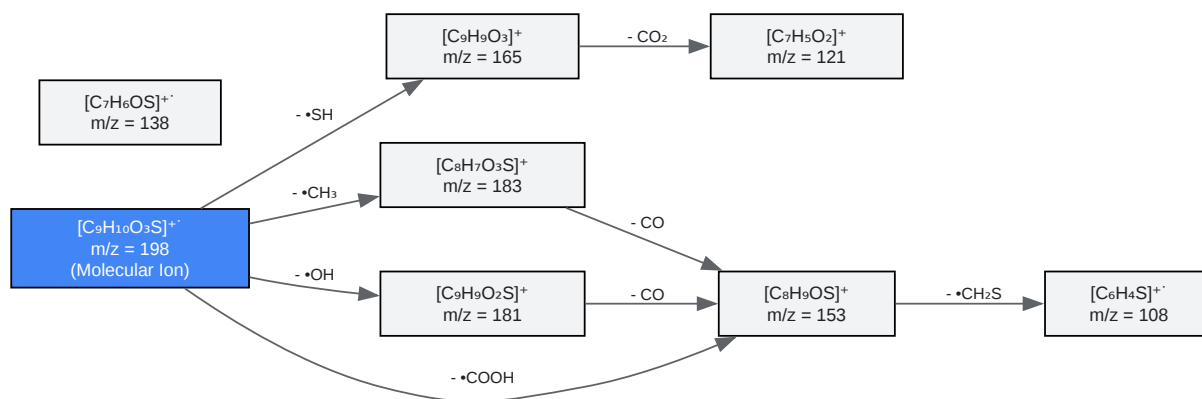 [C₉H₉O₃]⁺
m/z = 165
- CO₂
[C₇H₅O₂]⁺
m/z = 121
[C₇H₆OS]⁺˙
m/z = 138
- •SH
[C₈H₇O₃S]⁺
m/z = 183
- •CH₃
- CO
[C₉H₁₀O₃S]⁺˙
m/z = 198
(Molecular Ion)
- •OH
[C₉H₉O₂S]⁺
m/z = 181
- CO
[C₈H₉OS]⁺
m/z = 153
- •CH₂S
[C₆H₄S]⁺˙
m/z = 108
- •COOH